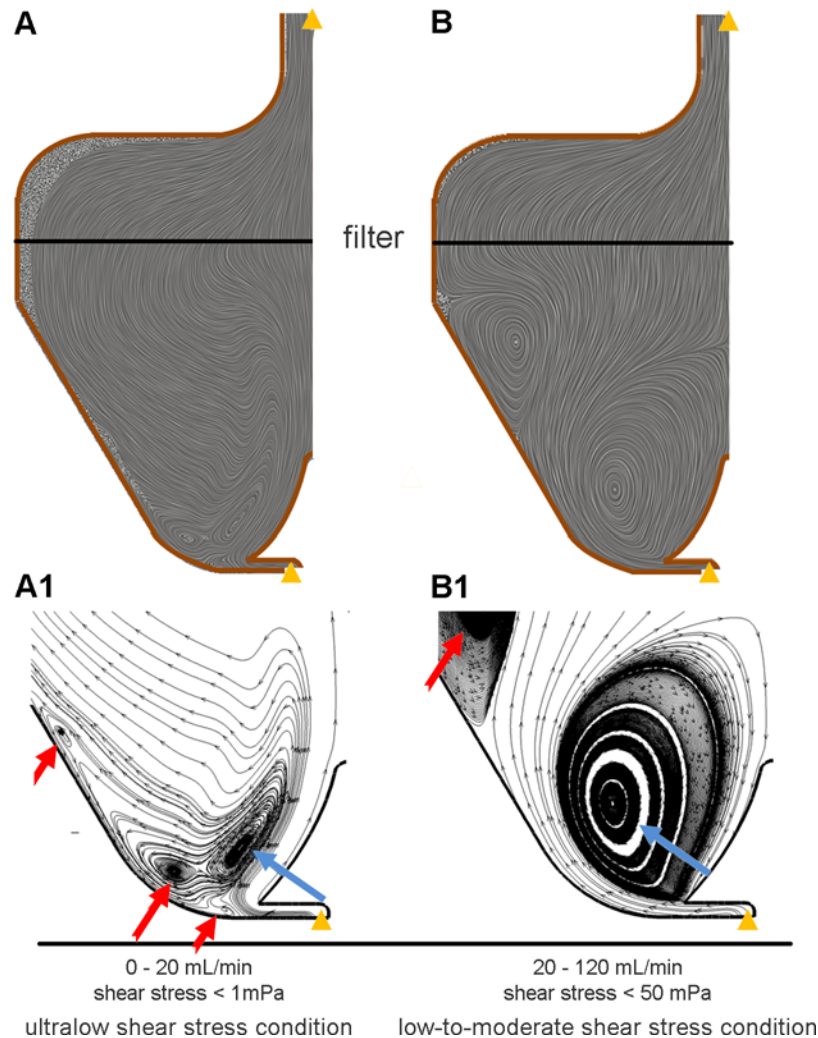 A
B
filter
A1
B1
0 - 20 mL/min
shear stress < 1mPa
ultralow shear stress condition
20 - 120 mL/min
shear stress < 50 mPa
low-to-moderate shear stress condition